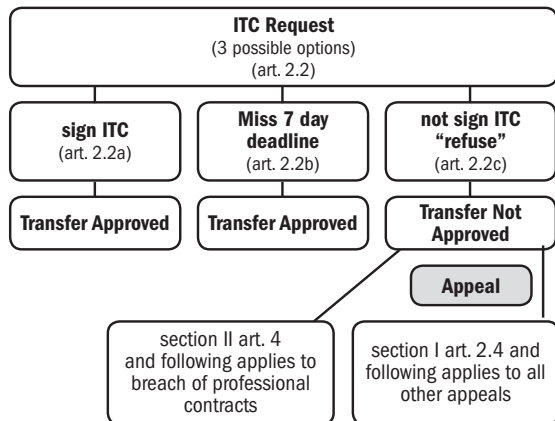 ITC Request
(3 possible options)
(art. 2.2)
sign ITC
(art. 2.2a)
Miss 7 day
deadline
(art. 2.2b)
not sign ITC
“refuse”
(art. 2.2c)
Transfer Approved
Transfer Approved
Transfer Not
Approved
Appeal
section II art. 4
and following applies to
breach of professional
contracts
section I art. 2.4 and
following applies to all
other appeals